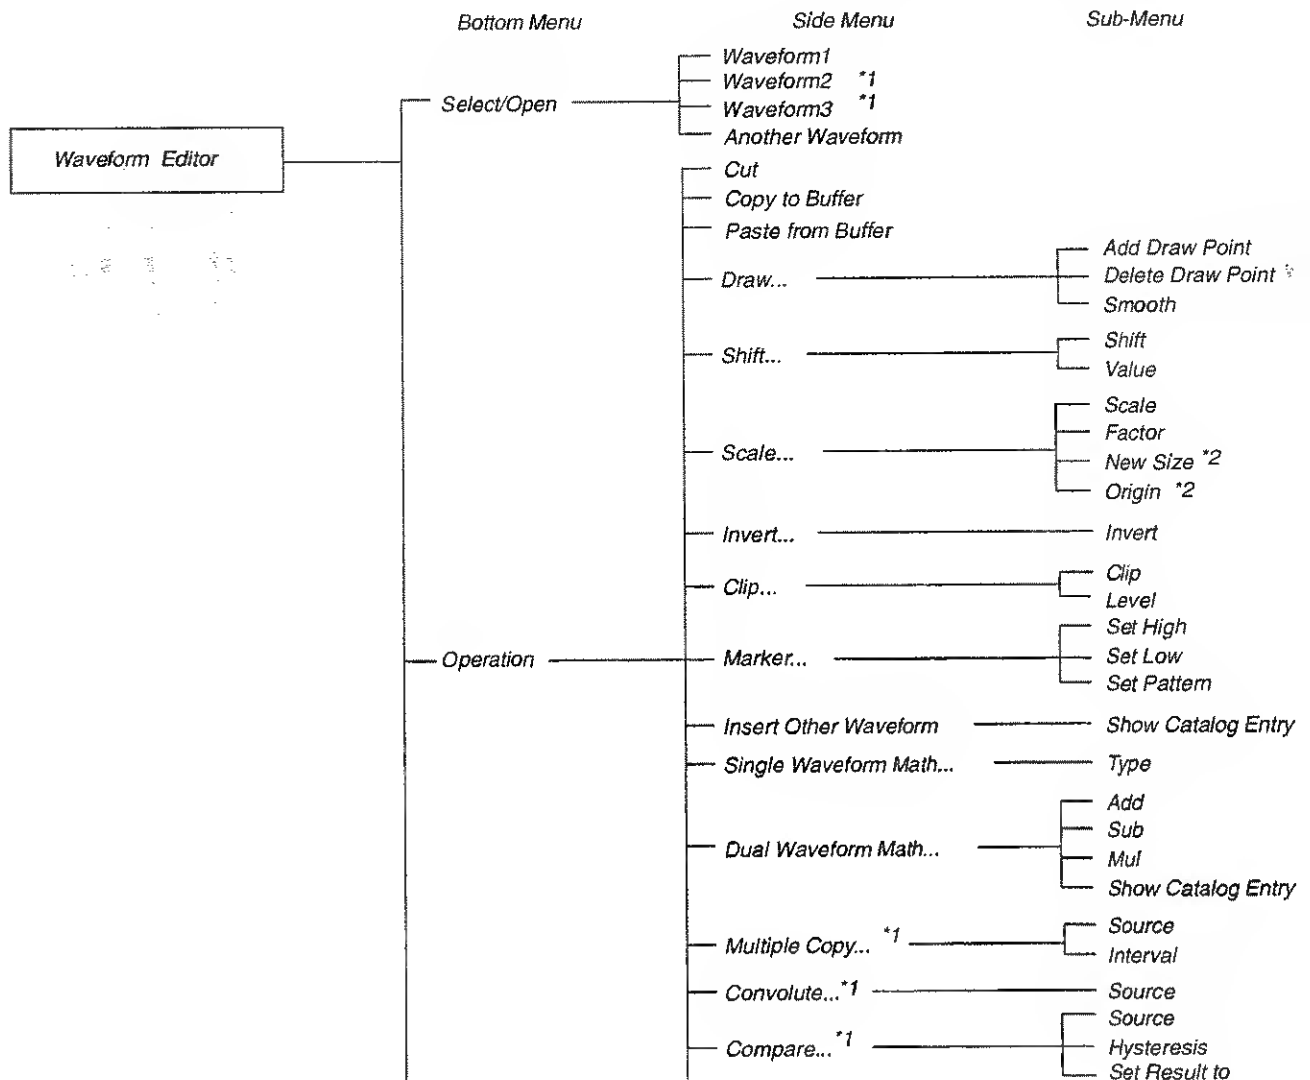 Bottom Menu Side Menu Sub-Menu
Waveform1
Waveform2 *1
Select/Open
Waveform3 *1
Another Waveform
Waveform Editor
Cut
Copy to Buffer
Paste from Buffer
Add Draw Point
Draw... Delete Draw Point
Smooth
Shift
Shift...
Value
Scale
Factor
Scale...
New Size *2
Origin *2
Invert... Invert
Clip
Clip...
Level
Set High
Operation Marker... Set Low
Set Pattern
Insert Other Waveform Show Catalog Entry
Single Waveform Math... Type
Add
Sub
Dual Waveform Math...
Mul
Show Catalog Entry
Source
Multiple Copy... *1
Interval
Convolute...*1 Source
Source
Compare...*1 Hysteresis
Set Result to